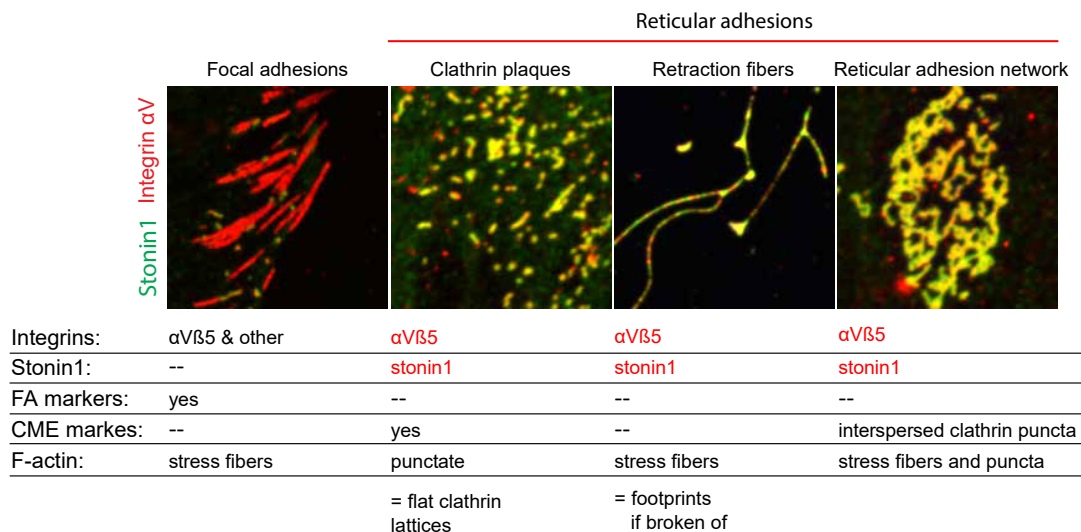 Reticular adhesions
Focal adhesions Clathrin plaques Retraction fibers Reticular adhesion network
Stonin1 Integrin αV
Integrins: αVß5 & other αVß5 αVß5 αVß5
Stonin1: -- stonin1 stonin1 stonin1
FA markers: yes -- -- --
CME markes: -- yes -- interspersed clathrin puncta
F-actin: stress fibers punctate stress fibers stress fibers and puncta
= flat clathrin = footprints
lattices if broken of